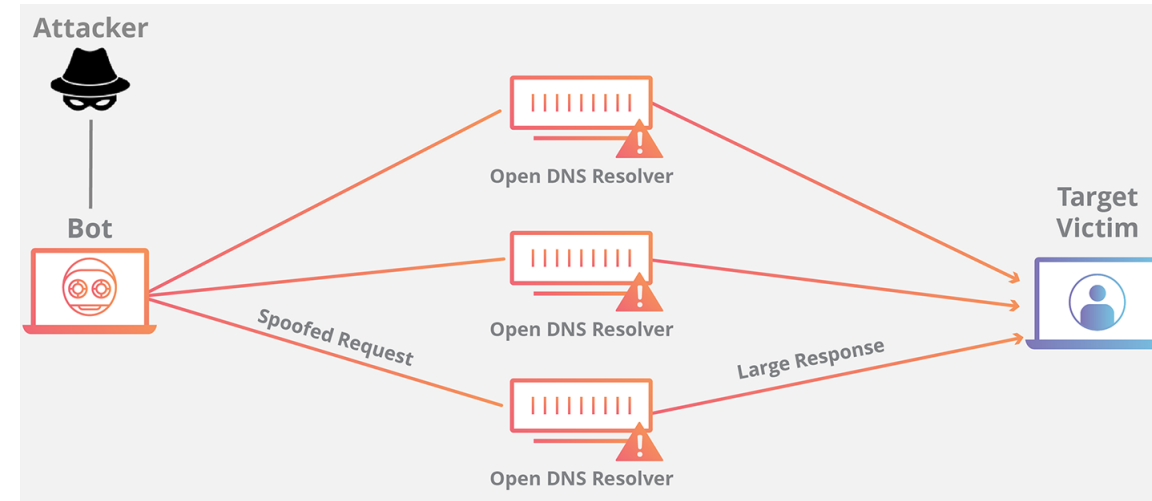 Attacker
Bot
Spoofed Request
Open DNS Resolver
Open DNS Resolver
Open DNS Resolver
Large Response
Target
Victim